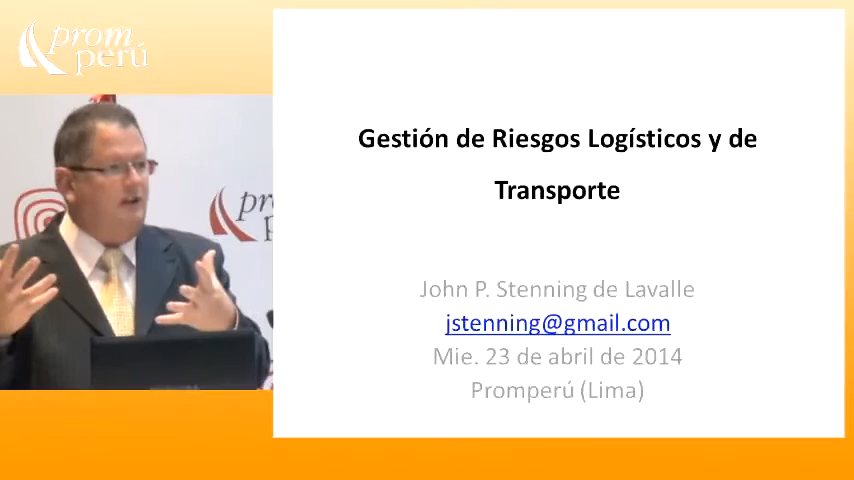 prom
perú
Gestión de Riesgos Logísticos y de
Transporte
John P. Stenning de Lavalle
jstenning@gmail.com
Mie. 23 de abril de 2014
Promperú (Lima)